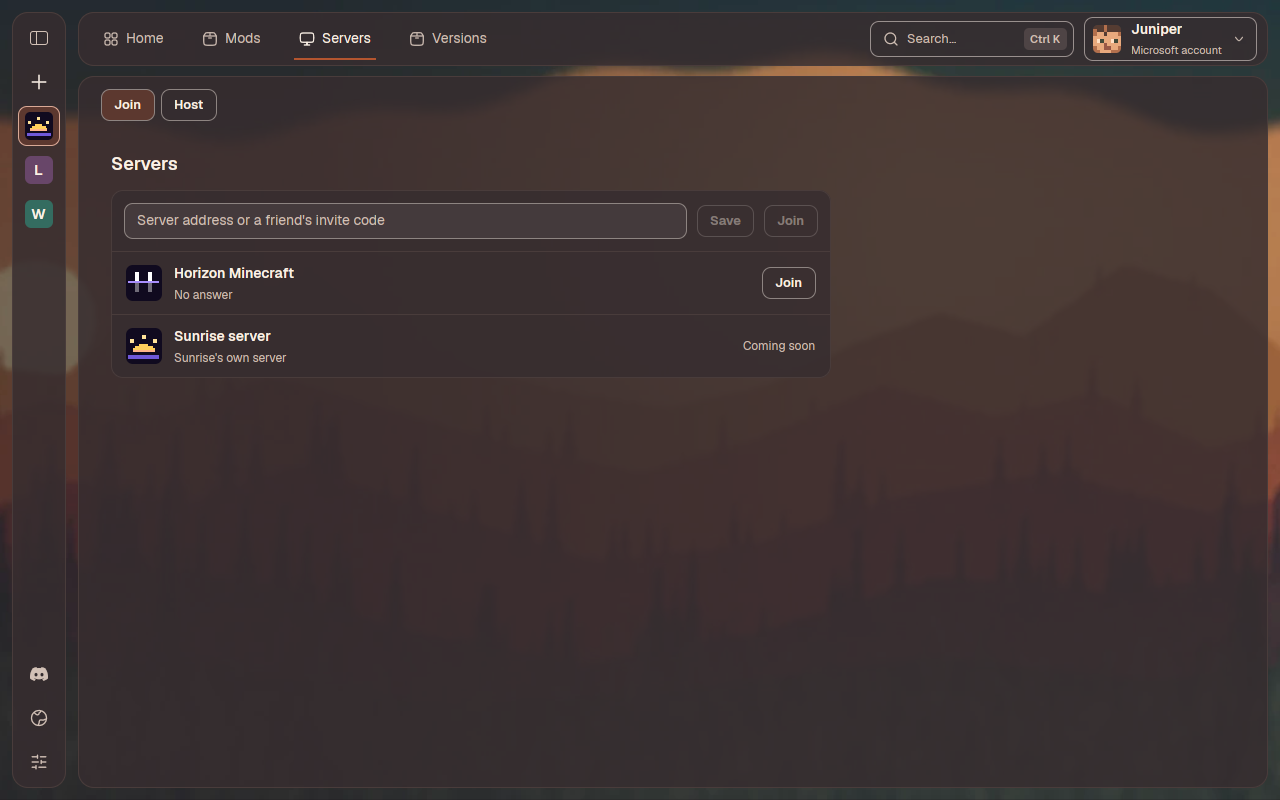 Home
Mods
Servers
Versions
Search...
Ctrl K
Juniper
Microsoft account
Join
Host
L
W
Servers
Server address or a friend's invite code
Save
Join
Horizon Minecraft
No answer
Join
Sunrise server
Sunrise's own server
Coming soon